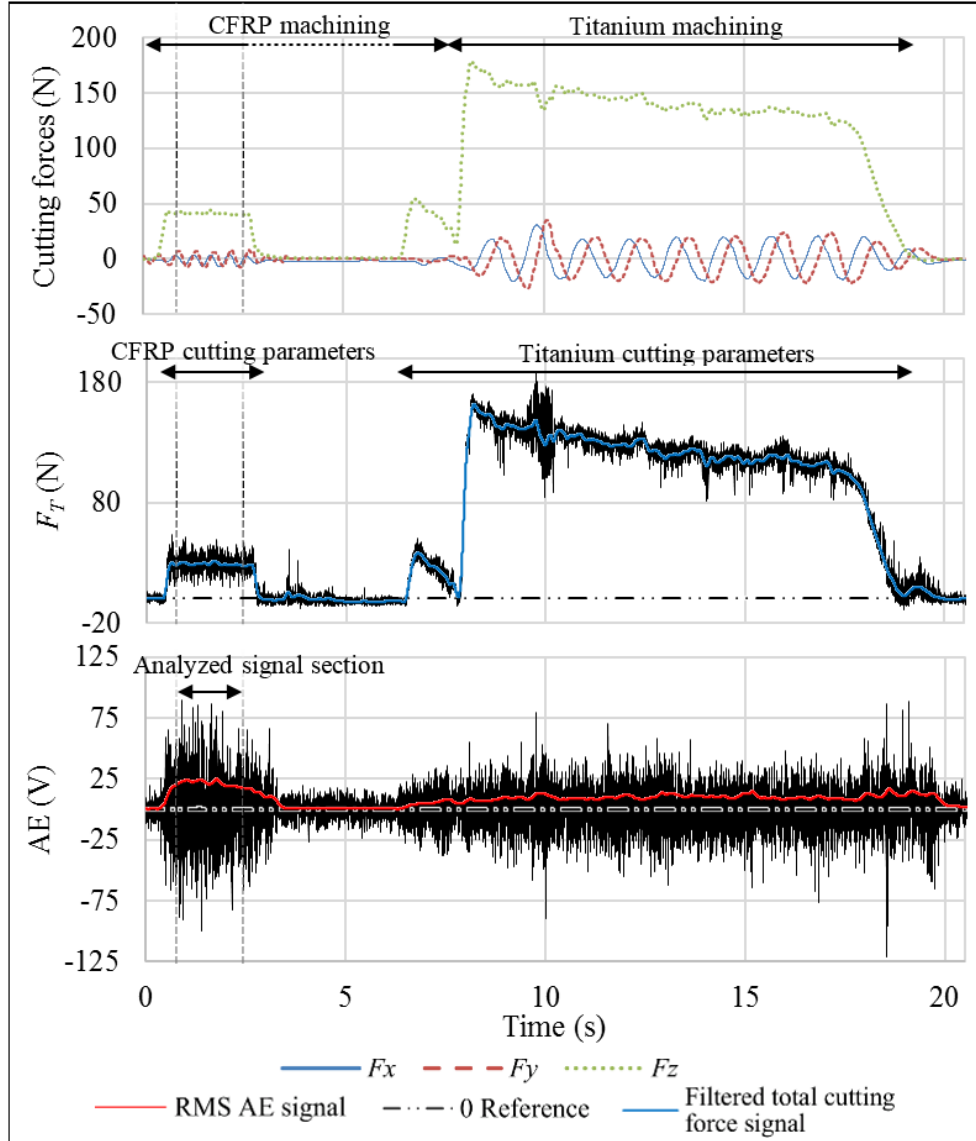 CFRP machining
Titanium machining
200
150
100
50
0
-50
Cutting forces (N)
CFRP cutting parameters
Titanium cutting parameters
180
80
-20
F_T (N)
125
Analyzed signal section
75
25
-25
-75
-125
AE (V)
0 5 10 15 20
Time (s)
Fx Fy Fz
RMS AE signal 0 Reference Filtered total cutting
force signal